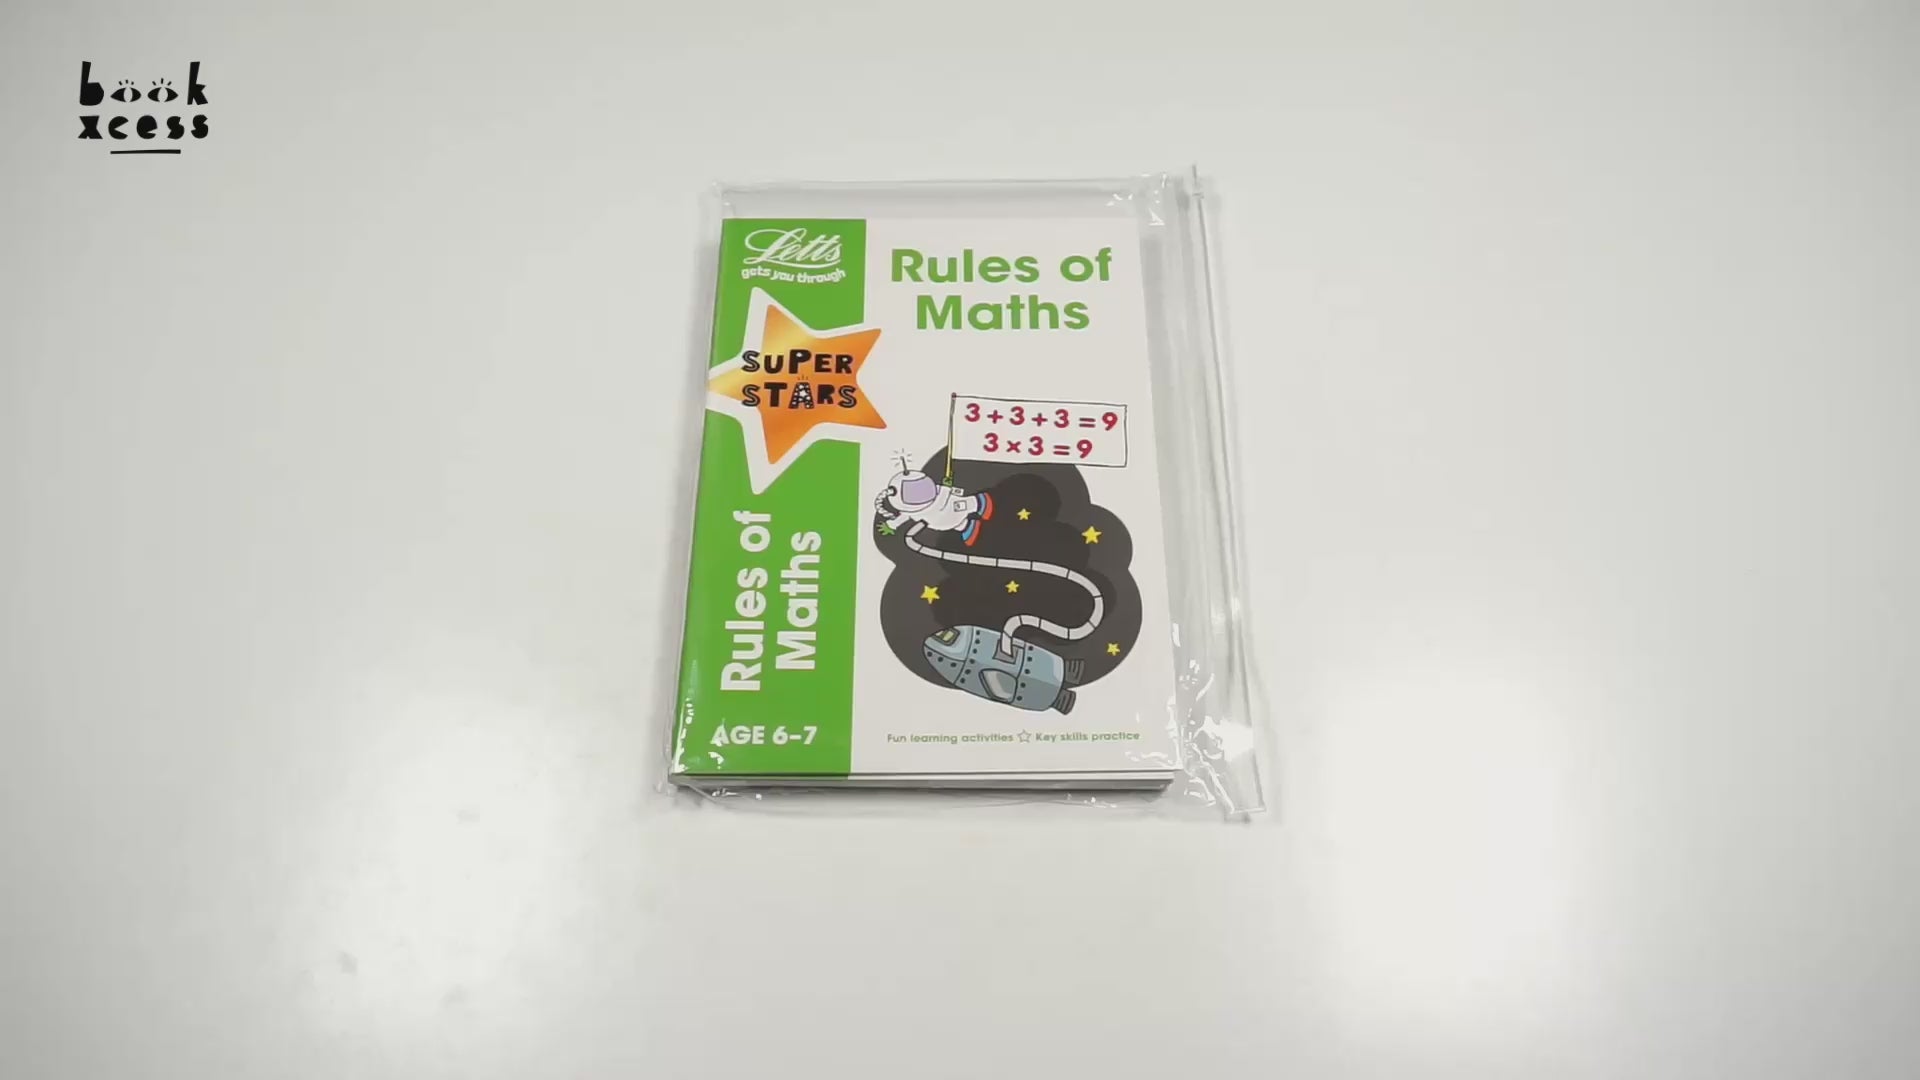 book
xcess
Letts
gets you through
Rules of
Maths
SUPER
STARS
3+3+3=9
3×3=9
Rules of
Maths
AGE 6-7
Fun learning activities ☆ Key skills practice